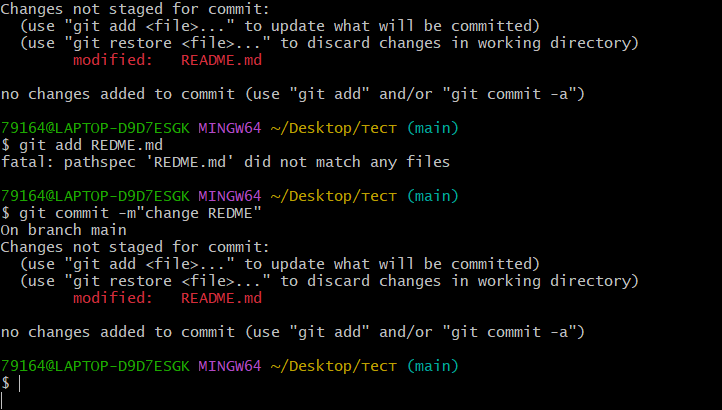 Changes not staged for commit:
  (use "git add <file>..." to update what will be committed)
  (use "git restore <file>..." to discard changes in working directory)
        modified:   README.md

no changes added to commit (use "git add" and/or "git commit -a")

79164@LAPTOP-D9D7ESGK MINGW64 ~/Desktop/тест (main)
$ git add REDME.md
fatal: pathspec 'REDME.md' did not match any files

79164@LAPTOP-D9D7ESGK MINGW64 ~/Desktop/тест (main)
$ git commit -m"change REDME"
On branch main
Changes not staged for commit:
  (use "git add <file>..." to update what will be committed)
  (use "git restore <file>..." to discard changes in working directory)
        modified:   README.md

no changes added to commit (use "git add" and/or "git commit -a")

79164@LAPTOP-D9D7ESGK MINGW64 ~/Desktop/тест (main)
$